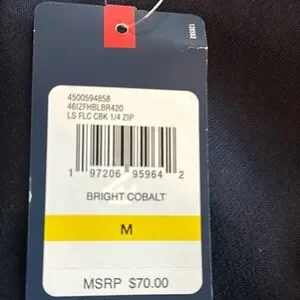 4500594858
46IZFHBLBR420
LS FLC CBK 1/4 ZIP
1 97206 95964 2
BRIGHT COBALT
M
MSRP $70.00